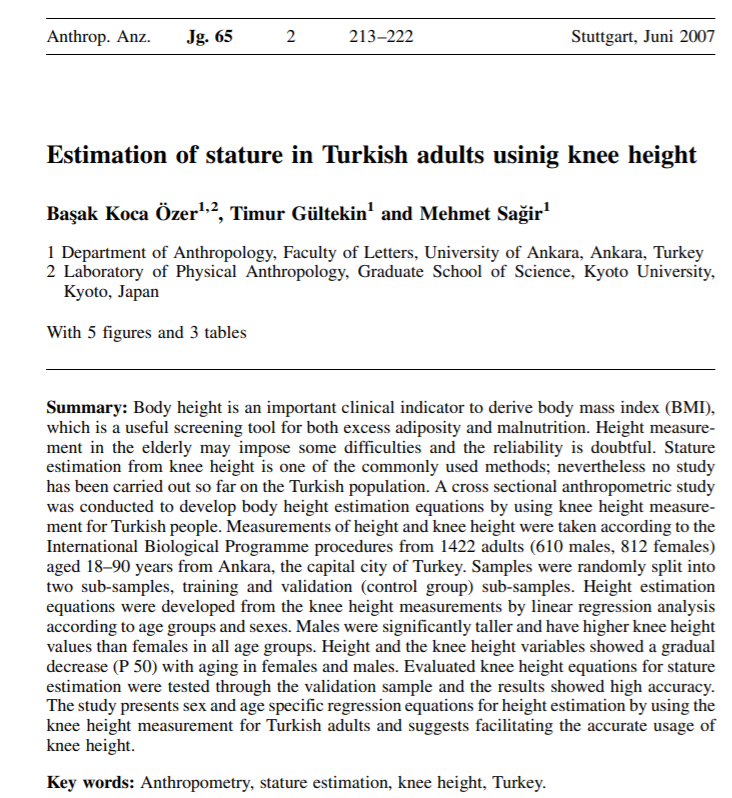 Anthrop. Anz. Jg. 65 2 213–222 Stuttgart, Juni 2007
Estimation of stature in Turkish adults usinig knee height
Başak Koca Özer1,2, Timur Gültekin1 and Mehmet Sağir1
1 Department of Anthropology, Faculty of Letters, University of Ankara, Ankara, Turkey
2 Laboratory of Physical Anthropology, Graduate School of Science, Kyoto University,
Kyoto, Japan
With 5 figures and 3 tables
Summary: Body height is an important clinical indicator to derive body mass index (BMI),
which is a useful screening tool for both excess adiposity and malnutrition. Height measure-
ment in the elderly may impose some difficulties and the reliability is doubtful. Stature
estimation from knee height is one of the commonly used methods; nevertheless no study
has been carried out so far on the Turkish population. A cross sectional anthropometric study
was conducted to develop body height estimation equations by using knee height measure-
ment for Turkish people. Measurements of height and knee height were taken according to the
International Biological Programme procedures from 1422 adults (610 males, 812 females)
aged 18–90 years from Ankara, the capital city of Turkey. Samples were randomly split into
two sub-samples, training and validation (control group) sub-samples. Height estimation
equations were developed from the knee height measurements by linear regression analysis
according to age groups and sexes. Males were significantly taller and have higher knee height
values than females in all age groups. Height and the knee height variables showed a gradual
decrease (P 50) with aging in females and males. Evaluated knee height equations for stature
estimation were tested through the validation sample and the results showed high accuracy.
The study presents sex and age specific regression equations for height estimation by using the
knee height measurement for Turkish adults and suggests facilitating the accurate usage of
knee height.
Key words: Anthropometry, stature estimation, knee height, Turkey.